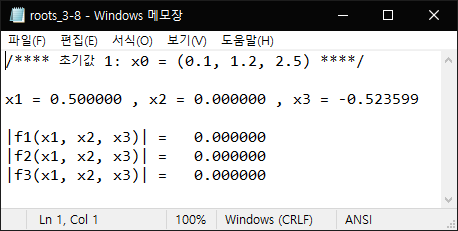 roots_3-8 - Windows 메모장
파일(F) 편집(E) 서식(O) 보기(V) 도움말(H)
/**** 초기값 1: x0 = (0.1, 1.2, 2.5) ****/
x1 = 0.500000 , x2 = 0.000000 , x3 = -0.523599
|f1(x1, x2, x3)| =   0.000000
|f2(x1, x2, x3)| =   0.000000
|f3(x1, x2, x3)| =   0.000000
Ln 1, Col 1 100% Windows (CRLF) ANSI